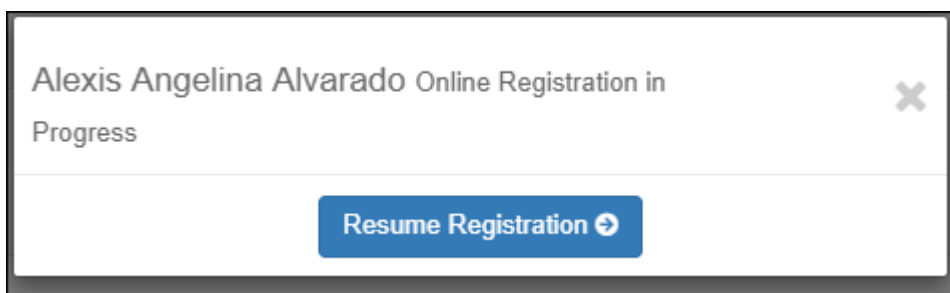 Alexis Angelina Alvarado Online Registration in
Progress
Resume Registration